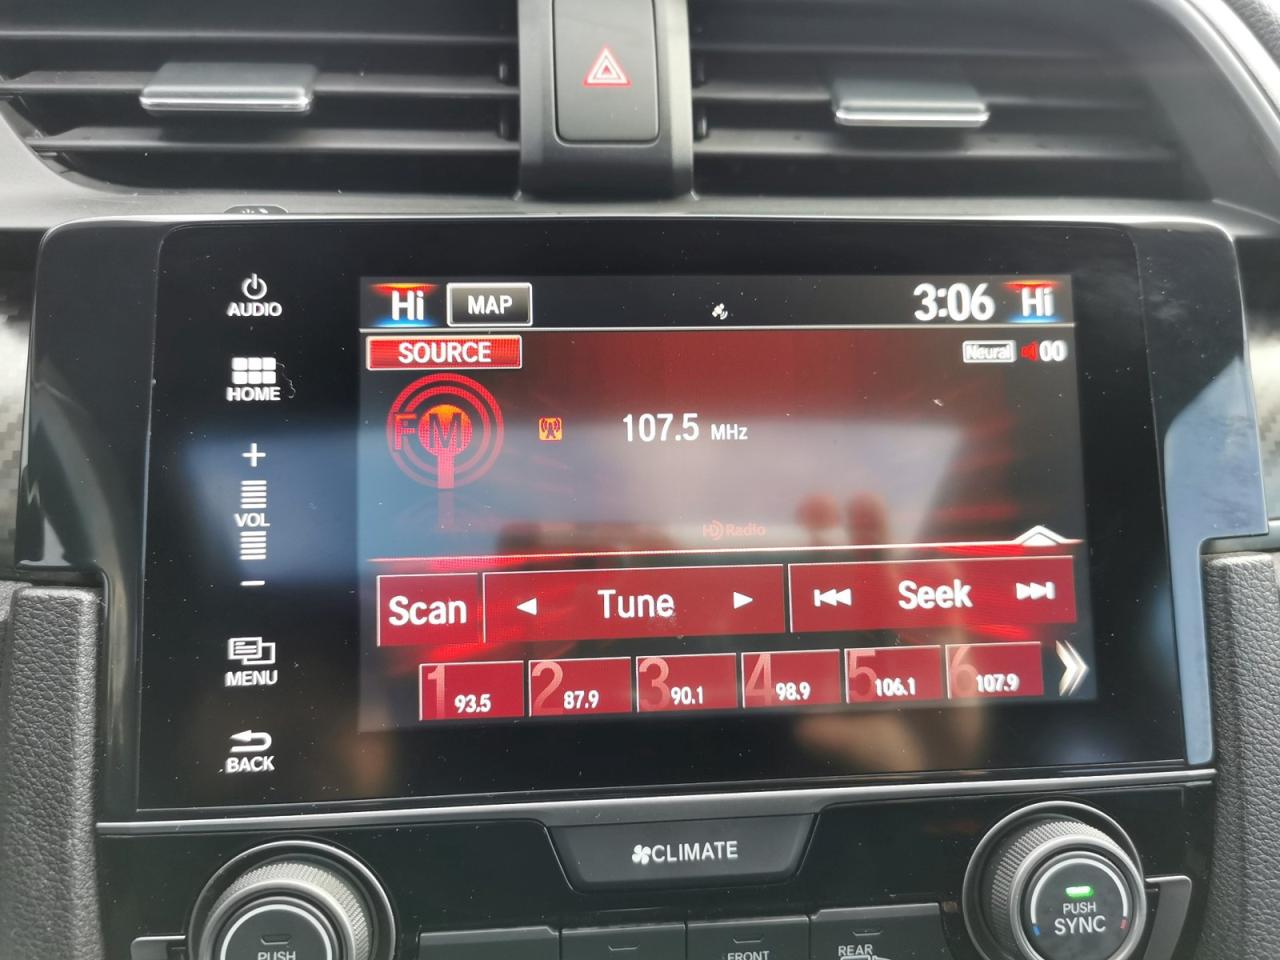 AUDIO
Hi MAP 3:06 Hi
SOURCE
Neural 00
HOME
FM 107.5 MHz
VOL
HD Radio
Scan Tune Seek
1 93.5 2 87.9 3 90.1 4 98.9 5 106.1 6 107.9
MENU
BACK
CLIMATE
PUSH
SYNC
PUSH
FRONT
REAR